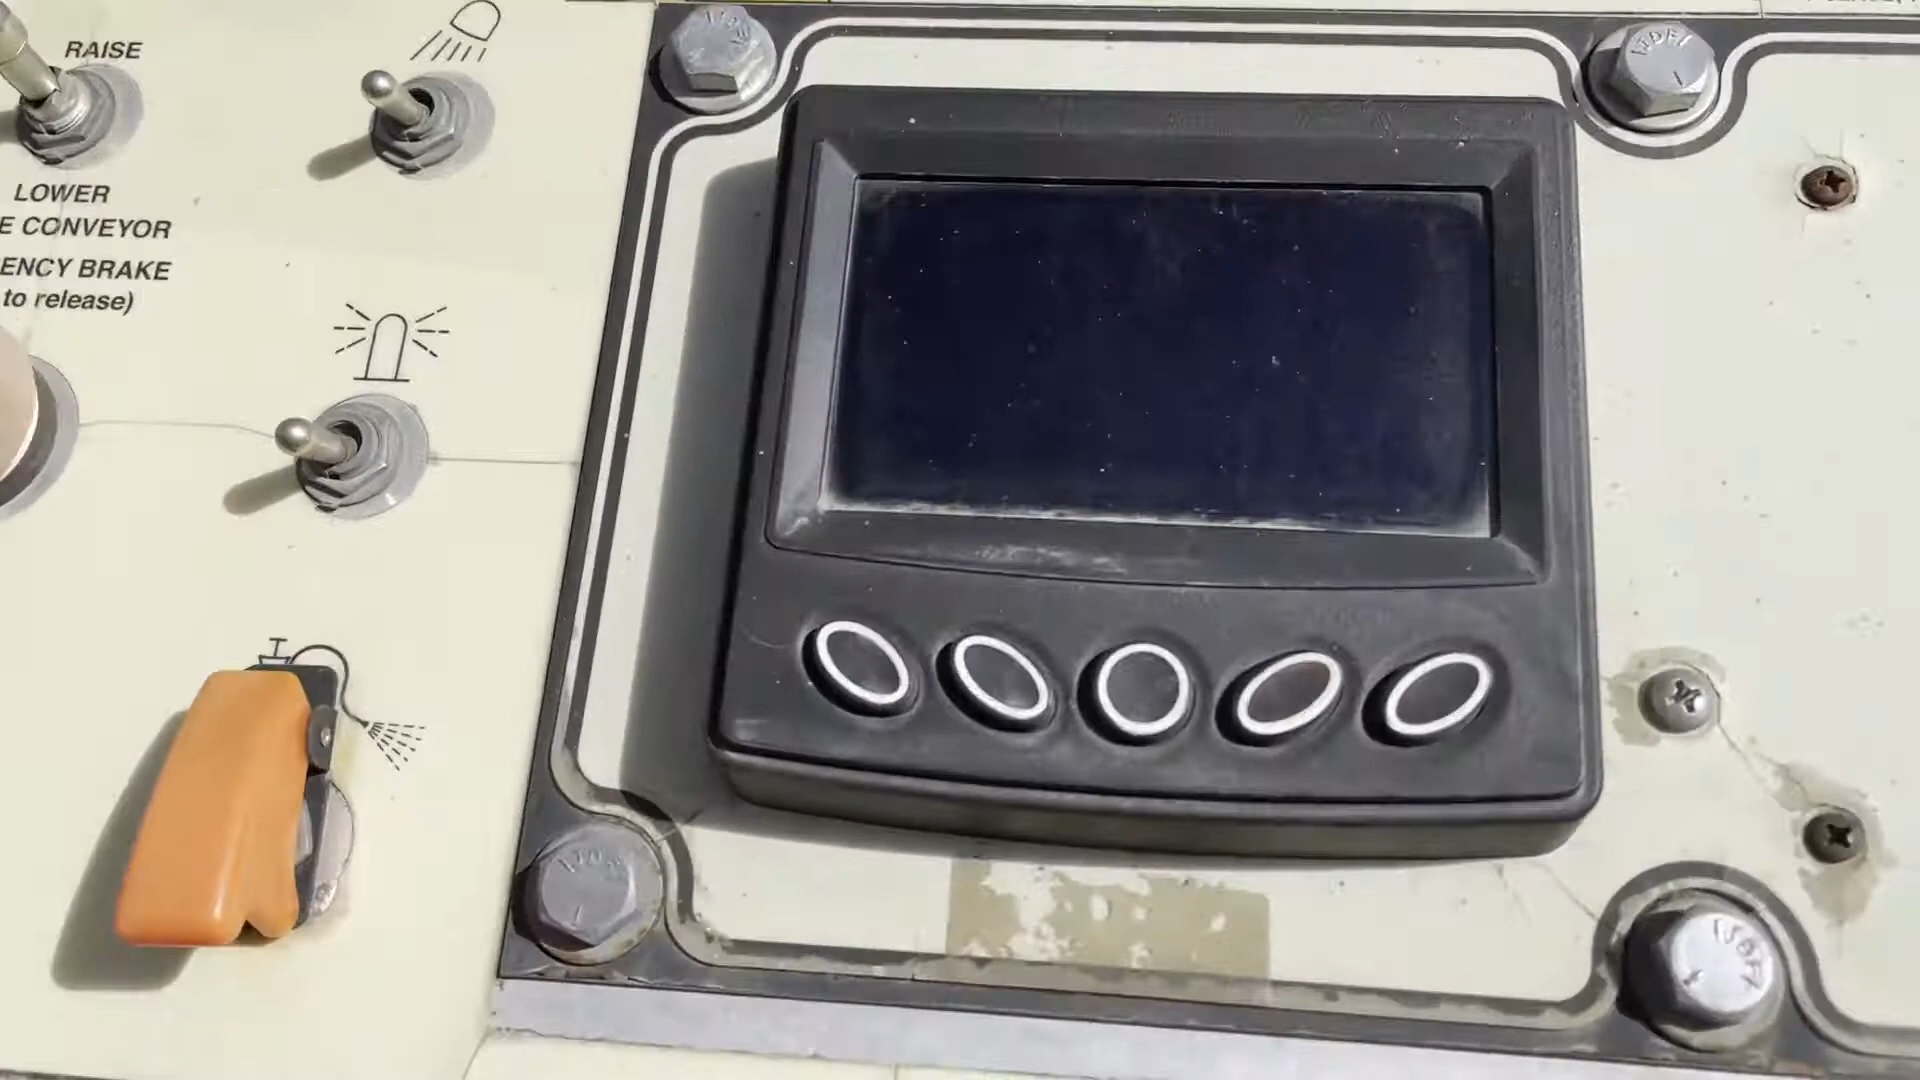 RAISE
LOWER
E CONVEYOR
ENCY BRAKE
to release)